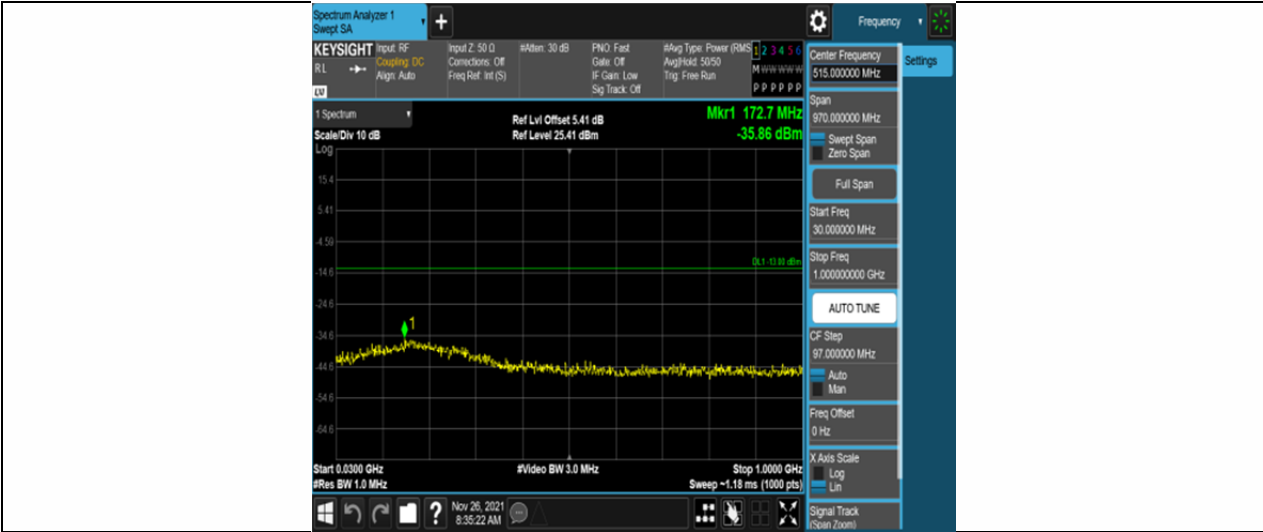 Spectrum Analyzer 1
Swept SA
+
Frequency
KEYSIGHT
RL
LV
Input: RF
Coupling: DC
Align: Auto
Input Z: 50 Ω
Corrections: Off
Freq Ref: Int (S)
#Atten: 30 dB
PNO: Fast
Gate: Off
IF Gain: Low
Sig Track: Off
#Avg Type: Power (RMS
Avg|Hold: 50/50
Trig: Free Run
1 2 3 4 5 6
M W W W W W
P P P P P P
Center Frequency
515.000000 MHz
Settings
Span
970.000000 MHz
Swept Span
Zero Span
Full Span
Start Freq
30.000000 MHz
Stop Freq
1.000000000 GHz
AUTO TUNE
CF Step
97.000000 MHz
Auto
Man
Freq Offset
0 Hz
X Axis Scale
Log
Lin
Signal Track
(Span Zoom)
1 Spectrum
Scale/Div 10 dB
Ref Lvl Offset 5.41 dB
Ref Level 25.41 dBm
Mkr1 172.7 MHz
-35.86 dBm
Log
15.4
5.41
-4.59
DL1 -13.00 dBm
-14.6
-24.6
1
-34.6
-44.6
-54.6
-64.6
Start 0.0300 GHz
#Video BW 3.0 MHz
Stop 1.0000 GHz
#Res BW 1.0 MHz
Sweep ~1.18 ms (1000 pts)
?
Nov 26, 2021
8:35:22 AM